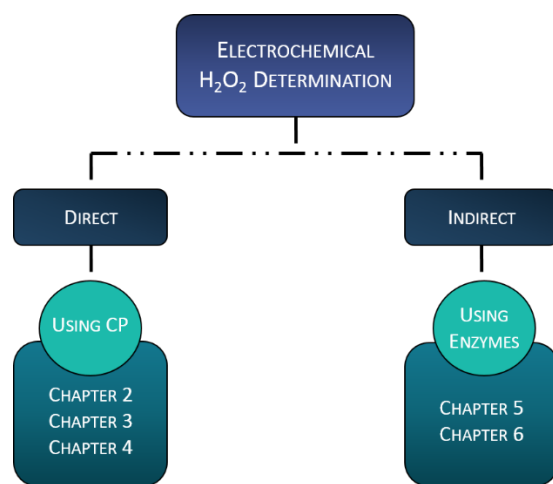 ELECTROCHEMICAL
H₂O₂ DETERMINATION
DIRECT
INDIRECT
USING CP
USING
ENZYMES
CHAPTER 2
CHAPTER 3
CHAPTER 4
CHAPTER 5
CHAPTER 6